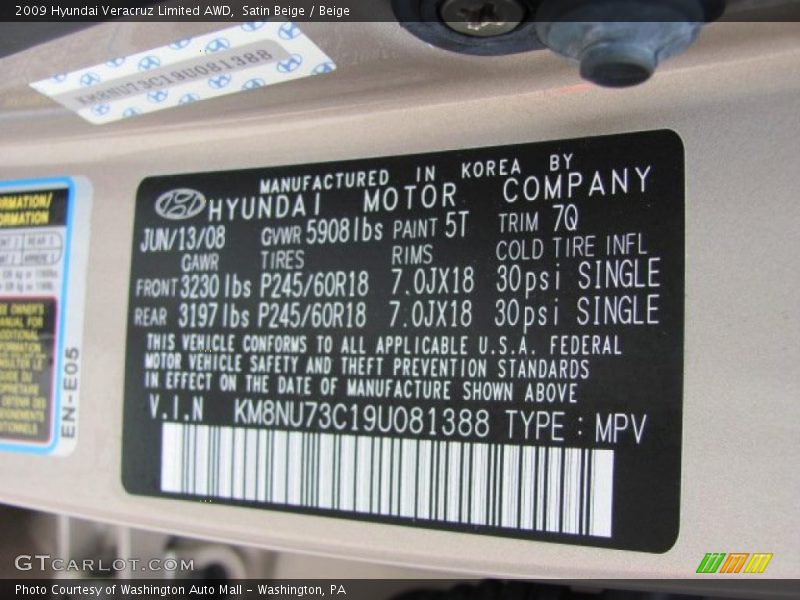 2009 Hyundai Veracruz Limited AWD, Satin Beige / Beige
KM8NU73C19U081388
MANUFACTURED IN KOREA BY
HYUNDAI MOTOR COMPANY
JUN/13/08 GVWR 5908lbs PAINT 5T TRIM 7Q
GAWR TIRES RIMS COLD TIRE INFL
FRONT 3230 lbs P245/60R18 7.0JX18 30psi SINGLE
REAR 3197 lbs P245/60R18 7.0JX18 30psi SINGLE
THIS VEHICLE CONFORMS TO ALL APPLICABLE U.S.A. FEDERAL
MOTOR VEHICLE SAFETY AND THEFT PREVENTION STANDARDS
IN EFFECT ON THE DATE OF MANUFACTURE SHOWN ABOVE
V.I.N KM8NU73C19U081388 TYPE : MPV
EN-E05
GTCARLOT.COM
Photo Courtesy of Washington Auto Mall - Washington, PA